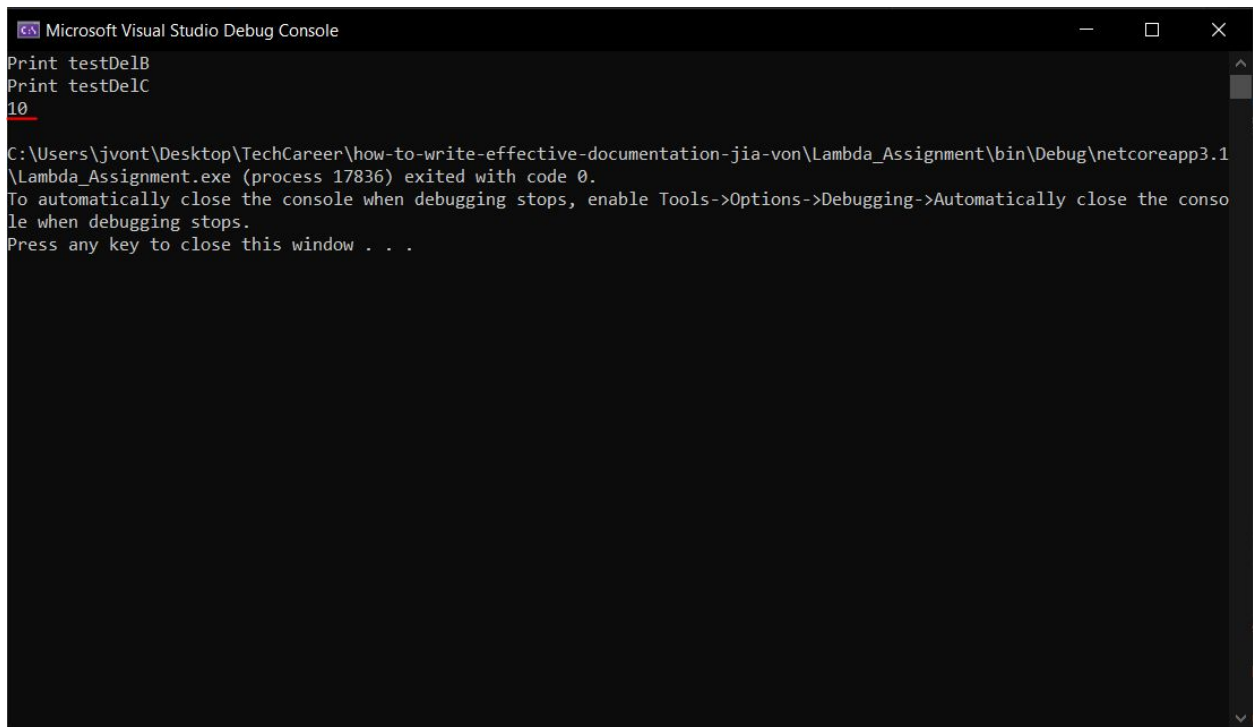 Microsoft Visual Studio Debug Console
Print testDelB
Print testDelC
10
C:\Users\jvont\Desktop\TechCareer\how-to-write-effective-documentation-jia-von\Lambda_Assignment\bin\Debug\netcoreapp3.1
\Lambda_Assignment.exe (process 17836) exited with code 0.
To automatically close the console when debugging stops, enable Tools->Options->Debugging->Automatically close the conso
le when debugging stops.
Press any key to close this window . . .